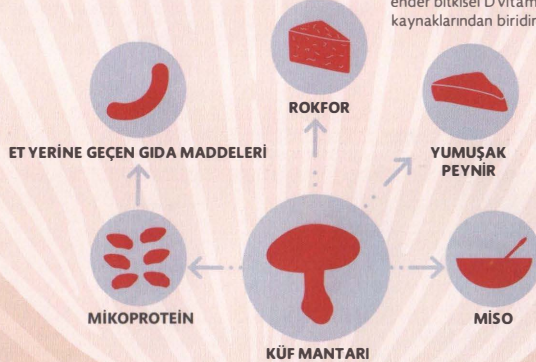 ender bitkisel D vitam
kaynaklarından biridir
ROKFOR
ET YERİNE GEÇEN GIDA MADDELERİ
YUMUŞAK
PEYNİR
MİKOPROTEİN
MİSO
KÜF MANTARI